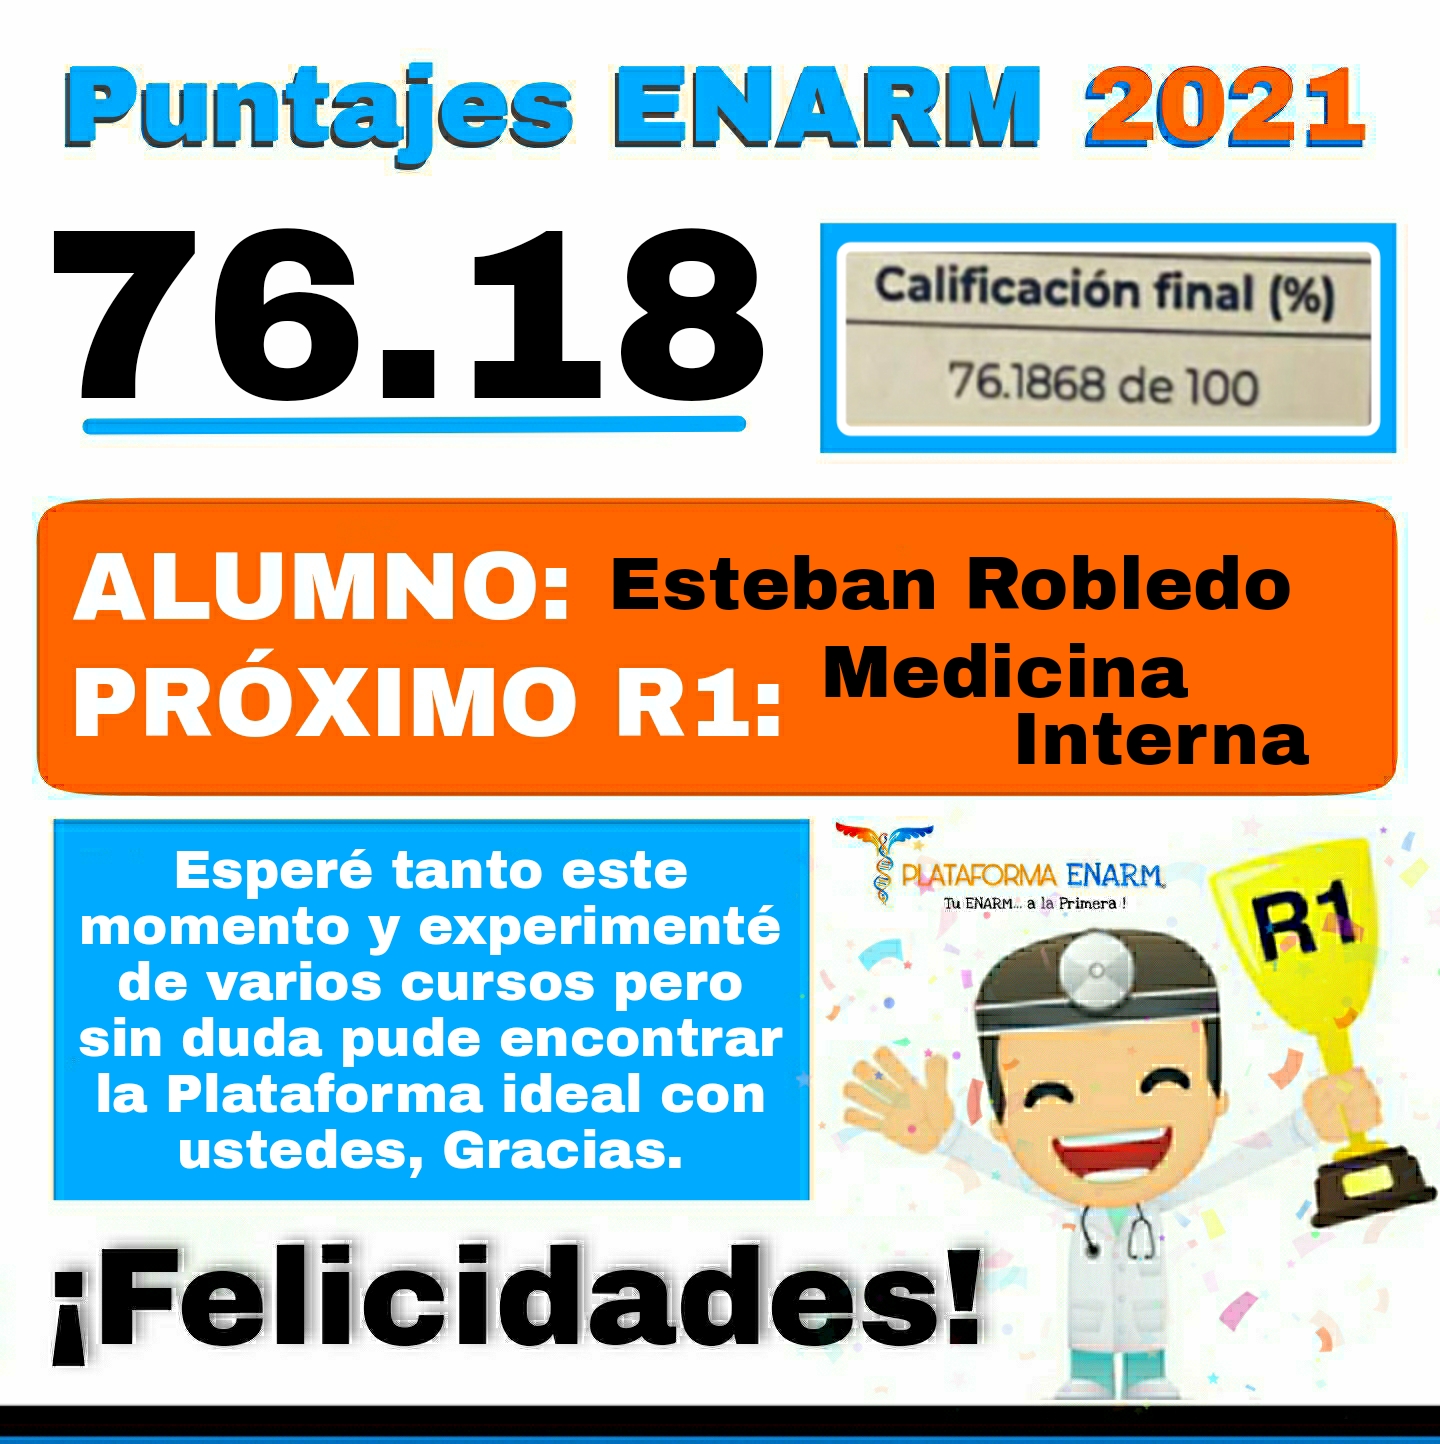 Puntajes ENARM 2021
76.18
Calificación final (%)
76.1868 de 100
ALUMNO: Esteban Robledo
PRÓXIMO R1: Medicina
Interna
Esperé tanto este
momento y experimenté
de varios cursos pero
sin duda pude encontrar
la Plataforma ideal con
ustedes, Gracias.
PLATAFORMA ENARM
Tu ENARM... a la Primera !
R1
¡Felicidades!